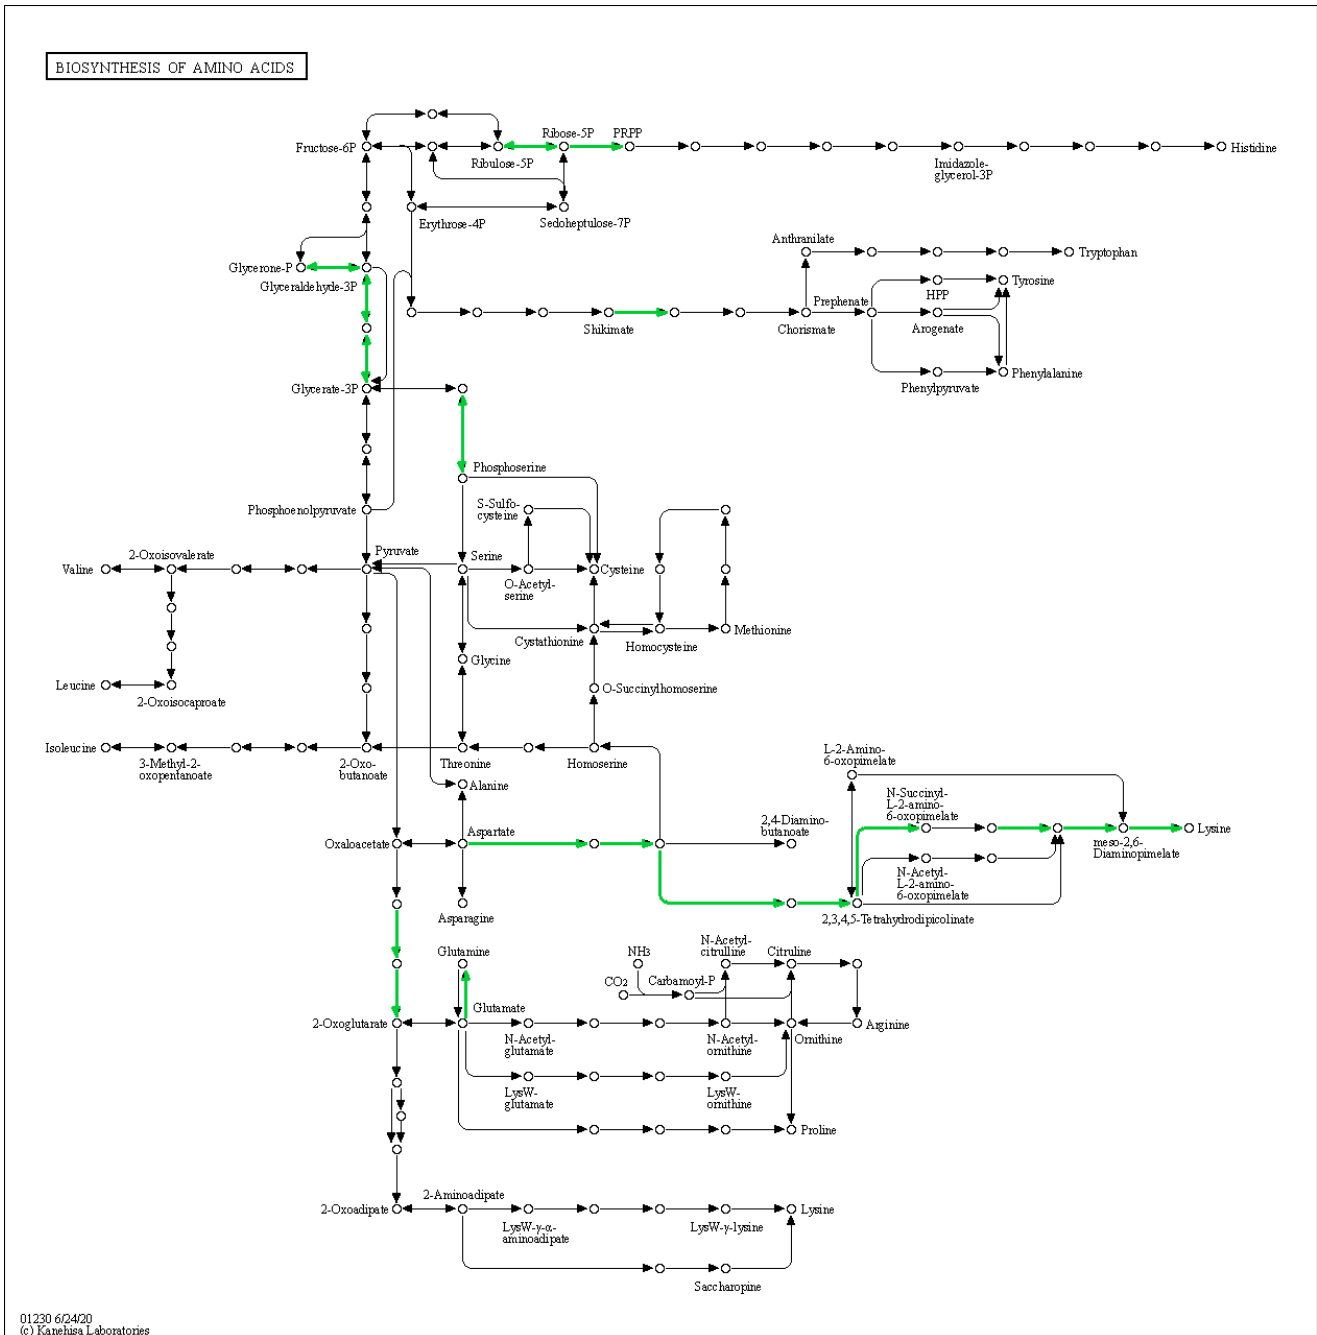 BIOSYNTHESIS OF AMINO ACIDS
Ribose-5P
PRPP
Fructose-6P
Ribulose-5P
Imidazole-
glycerol-3P
Histidine
Erythrose-4P
Sedoheptulose-7P
Anthranilate
Tryptophan
Glycerone-P
Glyceraldehyde-3P
Tyrosine
HPP
Prephenate
Shikimate
Chorismate
Arogenate
Phenylpyruvate
Phenylalanine
Glycerate-3P
Phosphoserine
S-Sulfo-
cysteine
Phosphoenolpyruvate
2-Oxoisovalerate
Pyruvate
Serine
Valine
Cysteine
O-Acetyl-
serine
Cystathionine
Homocysteine
Methionine
Glycine
Leucine
2-Oxoisocaproate
O-Succinylhomoserine
Isoleucine
3-Methyl-2-
oxopentanoate
2-Oxo-
butanoate
Threonine
Homoserine
L-2-Amino-
6-oxopimelate
Alanine
N-Succinyl-
L-2-amino-
6-oxopimelate
2,4-Diamino-
butanoate
Aspartate
Oxaloacetate
Lysine
meso-2,6-
Diaminopimelate
N-Acetyl-
L-2-amino-
6-oxopimelate
Asparagine
2,3,4,5-Tetrahydrodipicolinate
Glutamine
NH3
N-Acetyl-
citrulline
Citruline
CO2
Carbamoyl-P
Glutamate
2-Oxoglutarate
Arginine
N-Acetyl-
glutamate
N-Acetyl-
ornithine
Ornithine
LysW-
glutamate
LysW-
ornithine
Proline
2-Aminoadipate
2-Oxoadipate
Lysine
LysW-γ-α-
aminoadipate
LysW-γ-lysine
Saccharopine
01230 6/24/20
(c) Kanehisa Laboratories